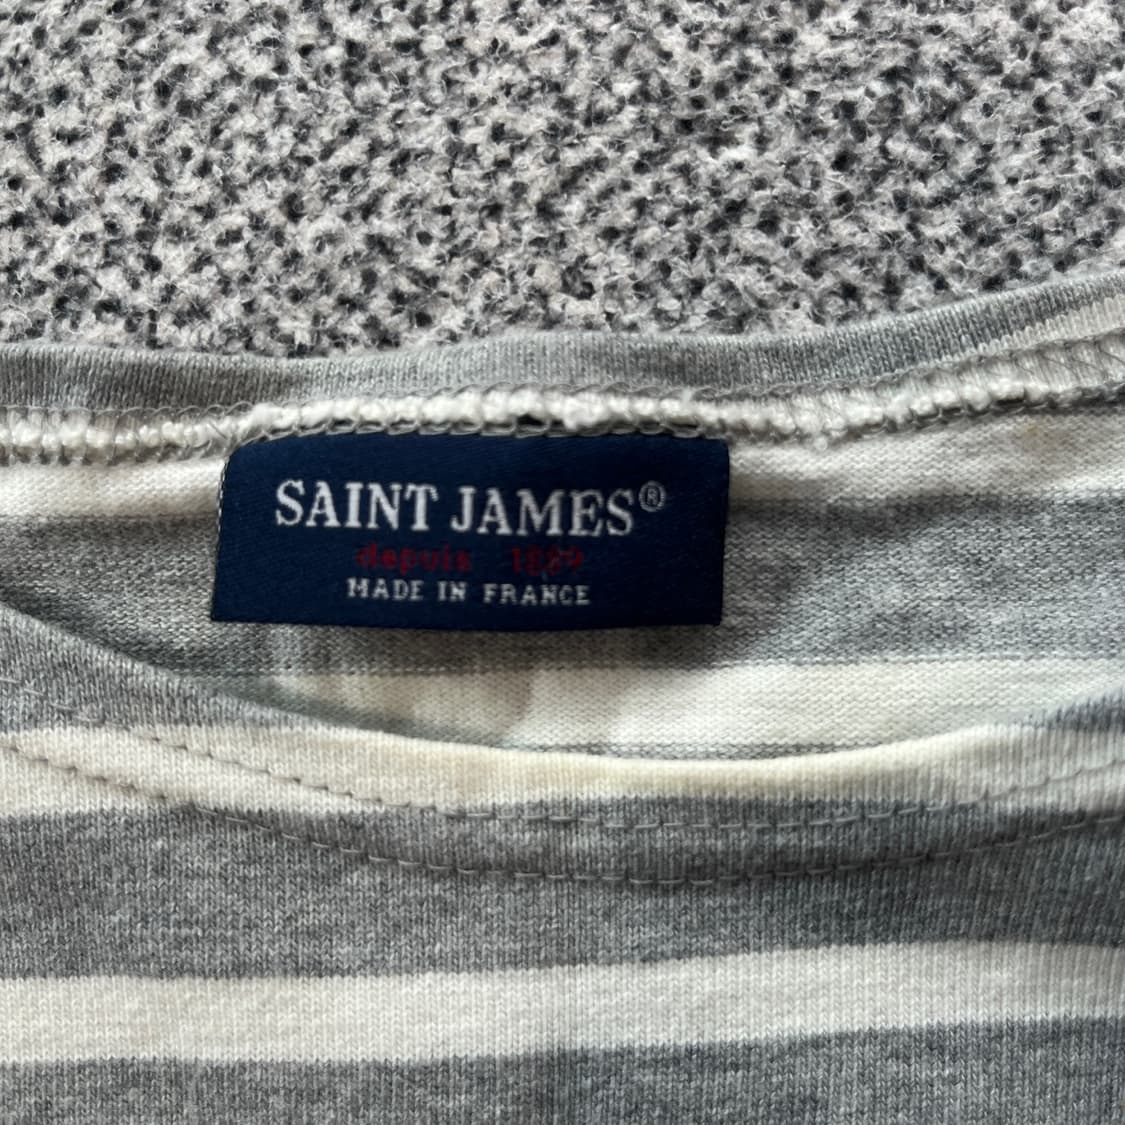 SAINT JAMES®
depuis 1889
MADE IN FRANCE